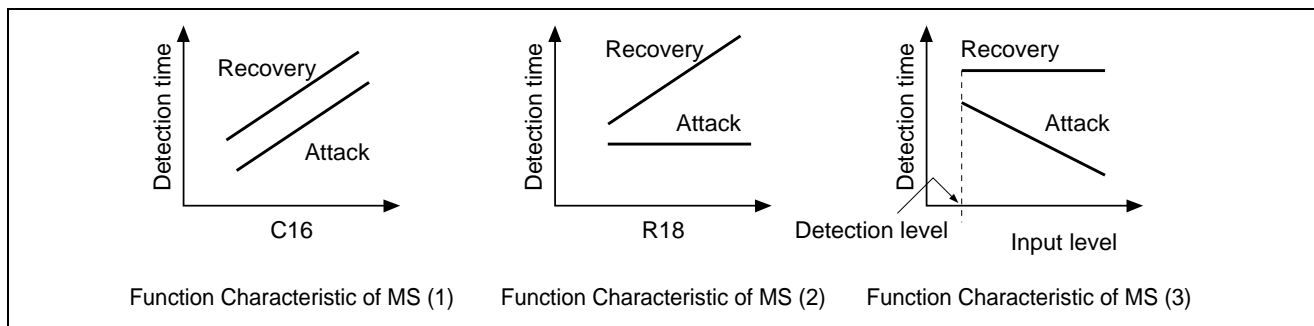 Detection time
Recovery
Attack
C16
Function Characteristic of MS (1)
Detection time
Recovery
Attack
R18
Function Characteristic of MS (2)
Detection time
Recovery
Attack
Detection level
Input level
Function Characteristic of MS (3)